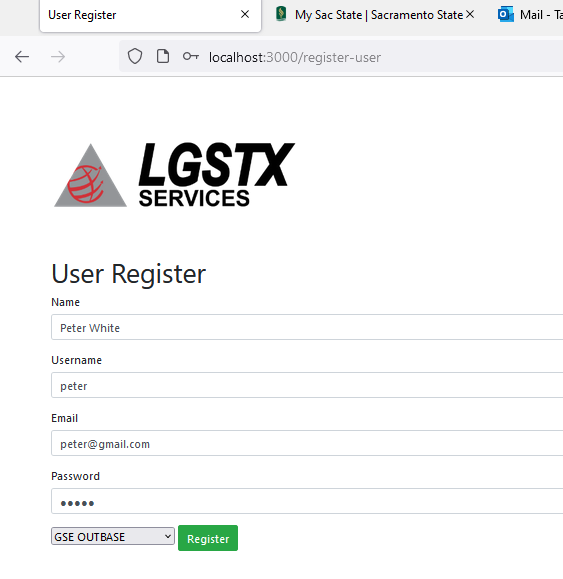 User Register
My Sac State | Sacramento State
Mail - Ta
localhost:3000/register-user
LGSTX
SERVICES
User Register
Name
Peter White
Username
peter
Email
peter@gmail.com
Password
●●●●●
GSE OUTBASE
Register